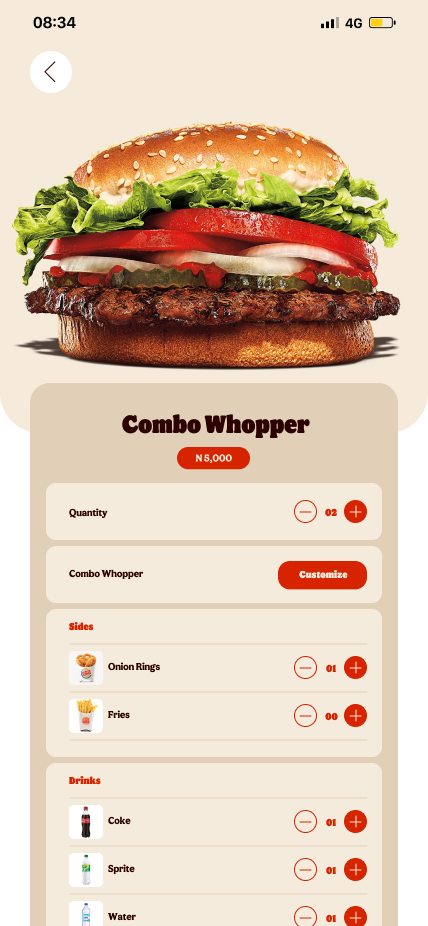 08:34
4G
Combo Whopper
N 5,000
Quantity
02
Combo Whopper
Customize
Sides
Onion Rings
01
Fries
00
Drinks
Coke
01
Sprite
01
Water
01